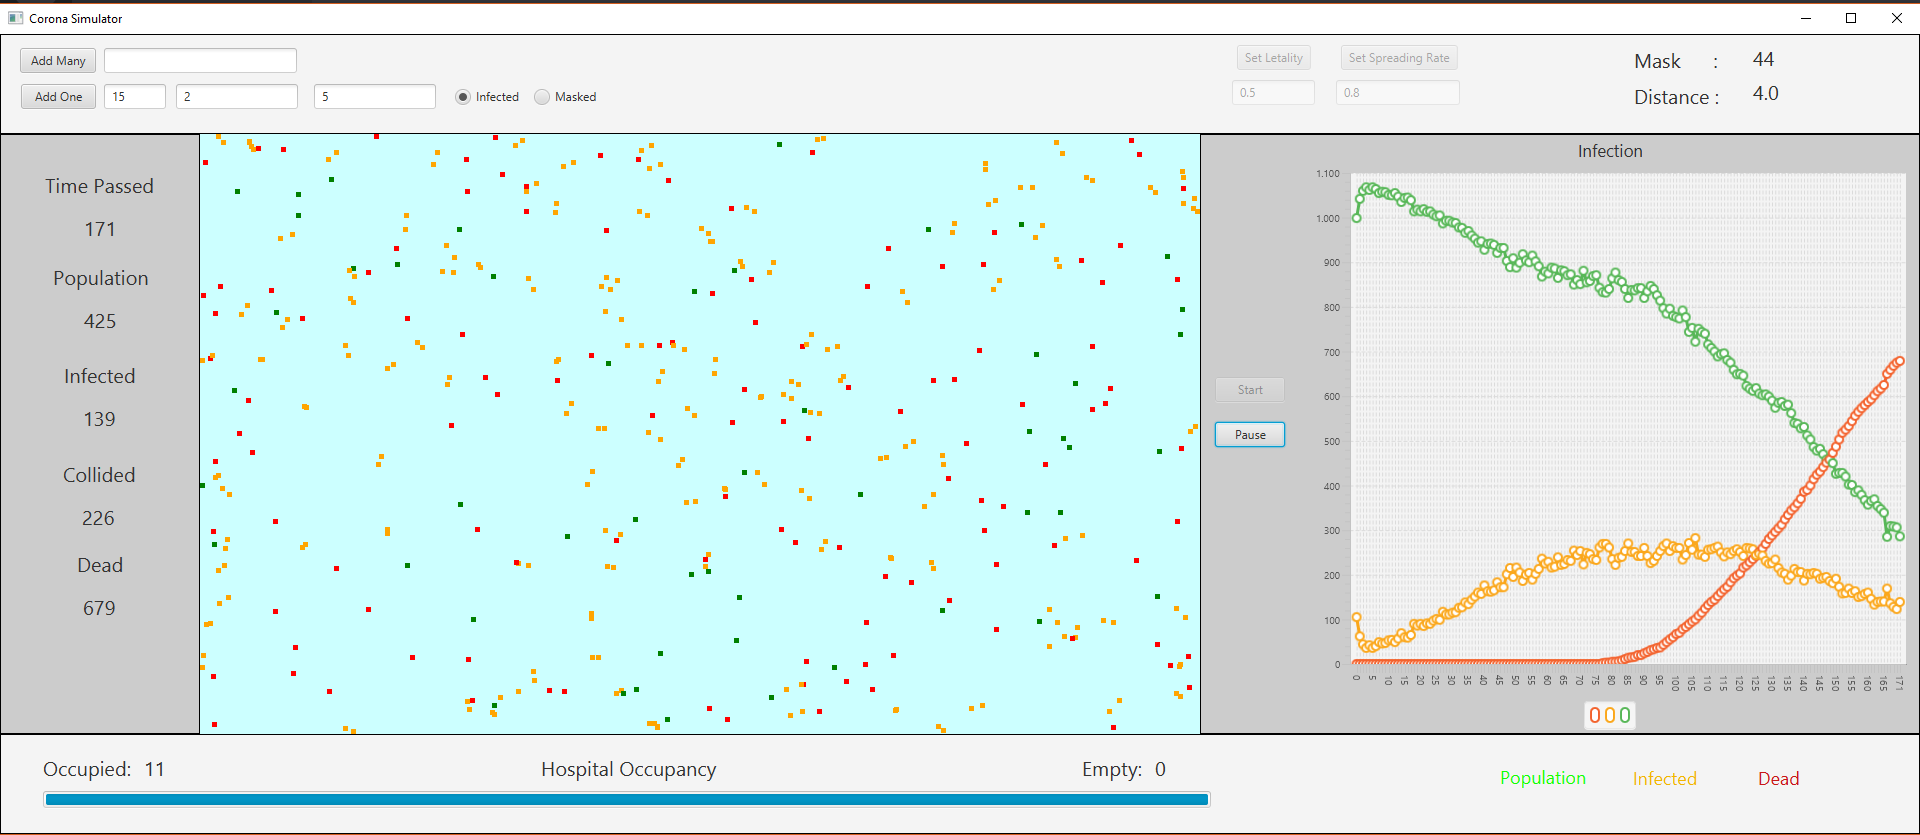 Corona Simulator
Add Many
Set Letality Set Spreading Rate
Mask : 44
Add One 15 2 5 Infected Masked
0.5 0.8
Distance : 4.0
Time Passed
171
Population
425
Infected
139
Collided
226
Dead
679
Infection
1.100
1.000
900
800
700
600
500
400
300
200
100
0
0 5 10 15 20 25 30 35 40 45 50 55 60 65 70 75 80 85 90 95 100 105 110 115 120 125 130 135 140 145 150 155 160 165 171
Start
Pause
Occupied: 11 Hospital Occupancy Empty: 0
Population Infected Dead